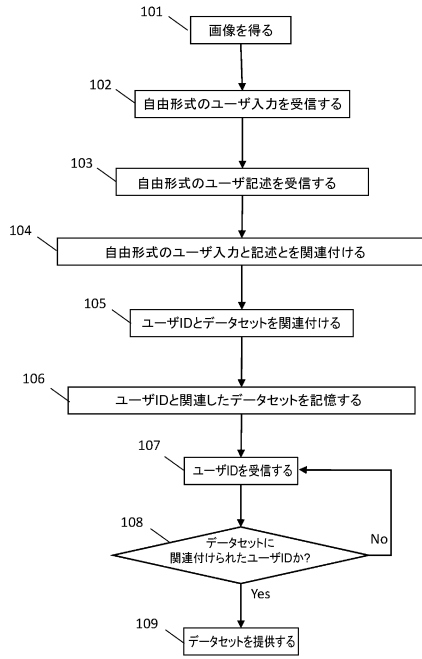 101
画像を得る
102
自由形式のユーザ入力を受信する
103
自由形式のユーザ記述を受信する
104
自由形式のユーザ入力と記述とを関連付ける
105
ユーザIDとデータセットを関連付ける
106
ユーザIDと関連したデータセットを記憶する
107
ユーザIDを受信する
108
データセットに
関連付けられたユーザIDか?
No
Yes
109
データセットを提供する